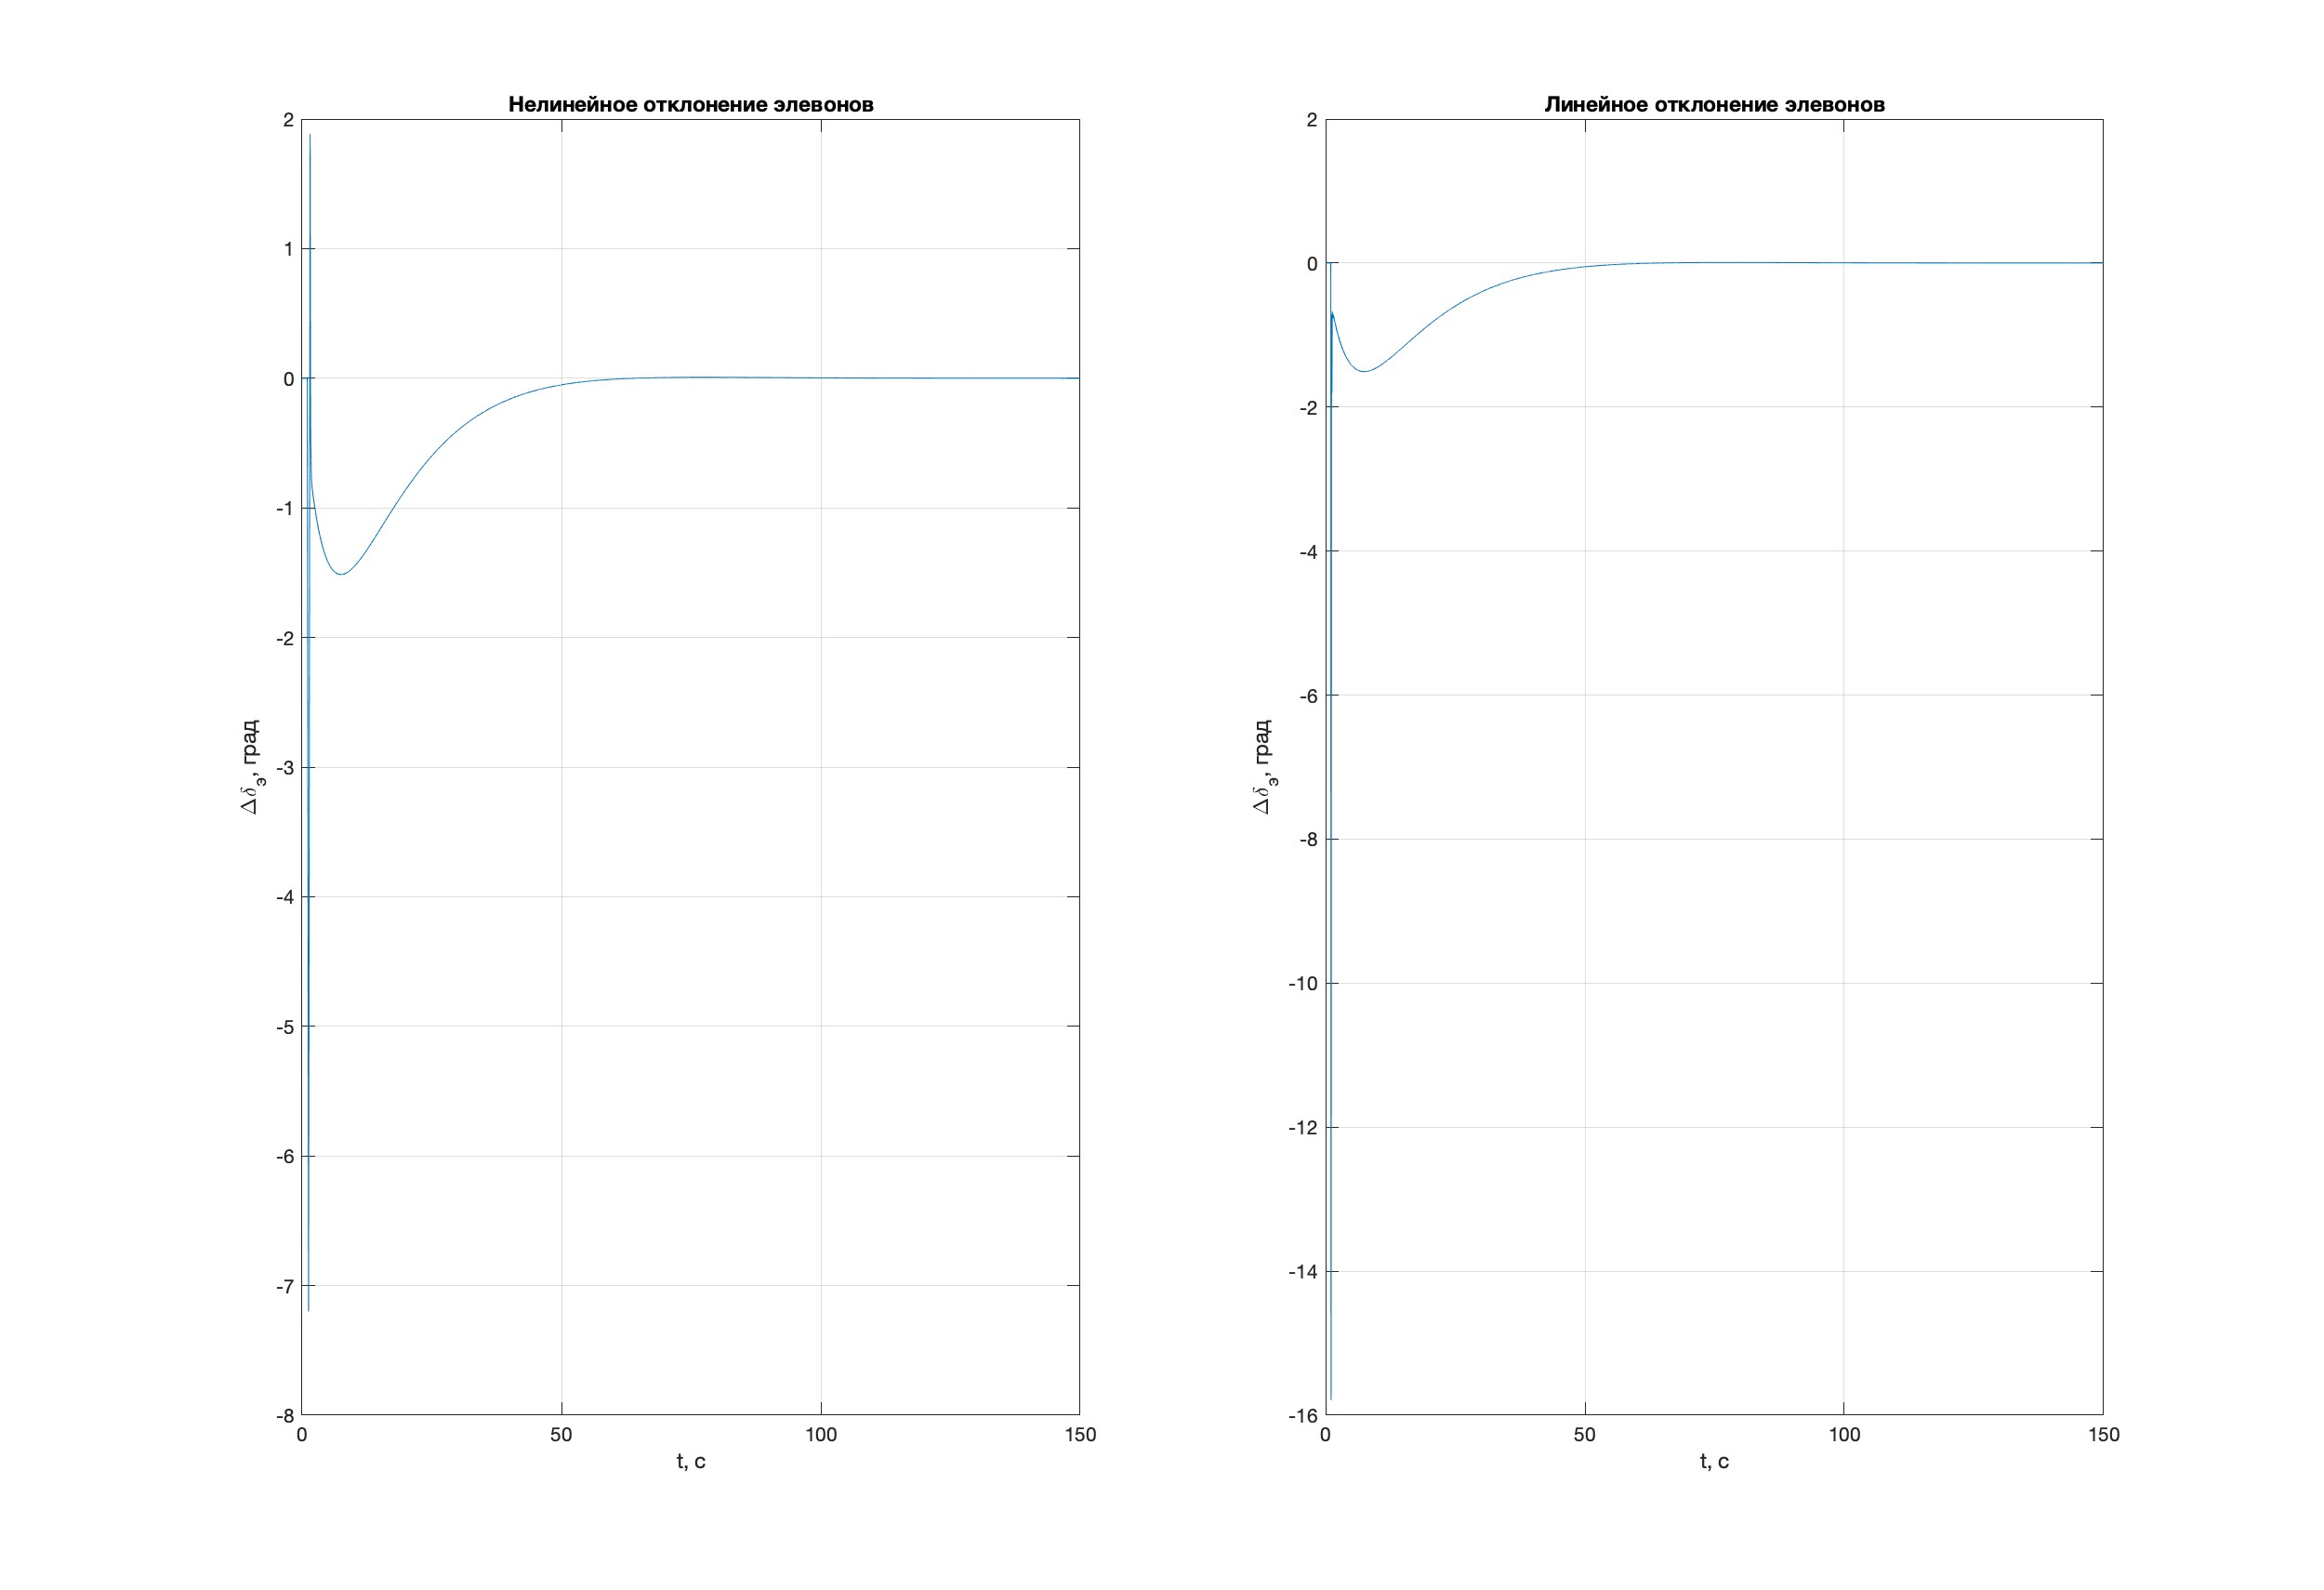 Нелинейное отклонение элевонов
2
1
0
-1
-2
-3
-4
-5
-6
-7
-8
Δδэ, град
0 50 100 150
t, с
Линейное отклонение элевонов
2
0
-2
-4
-6
-8
-10
-12
-14
-16
Δδэ, град
0 50 100 150
t, с